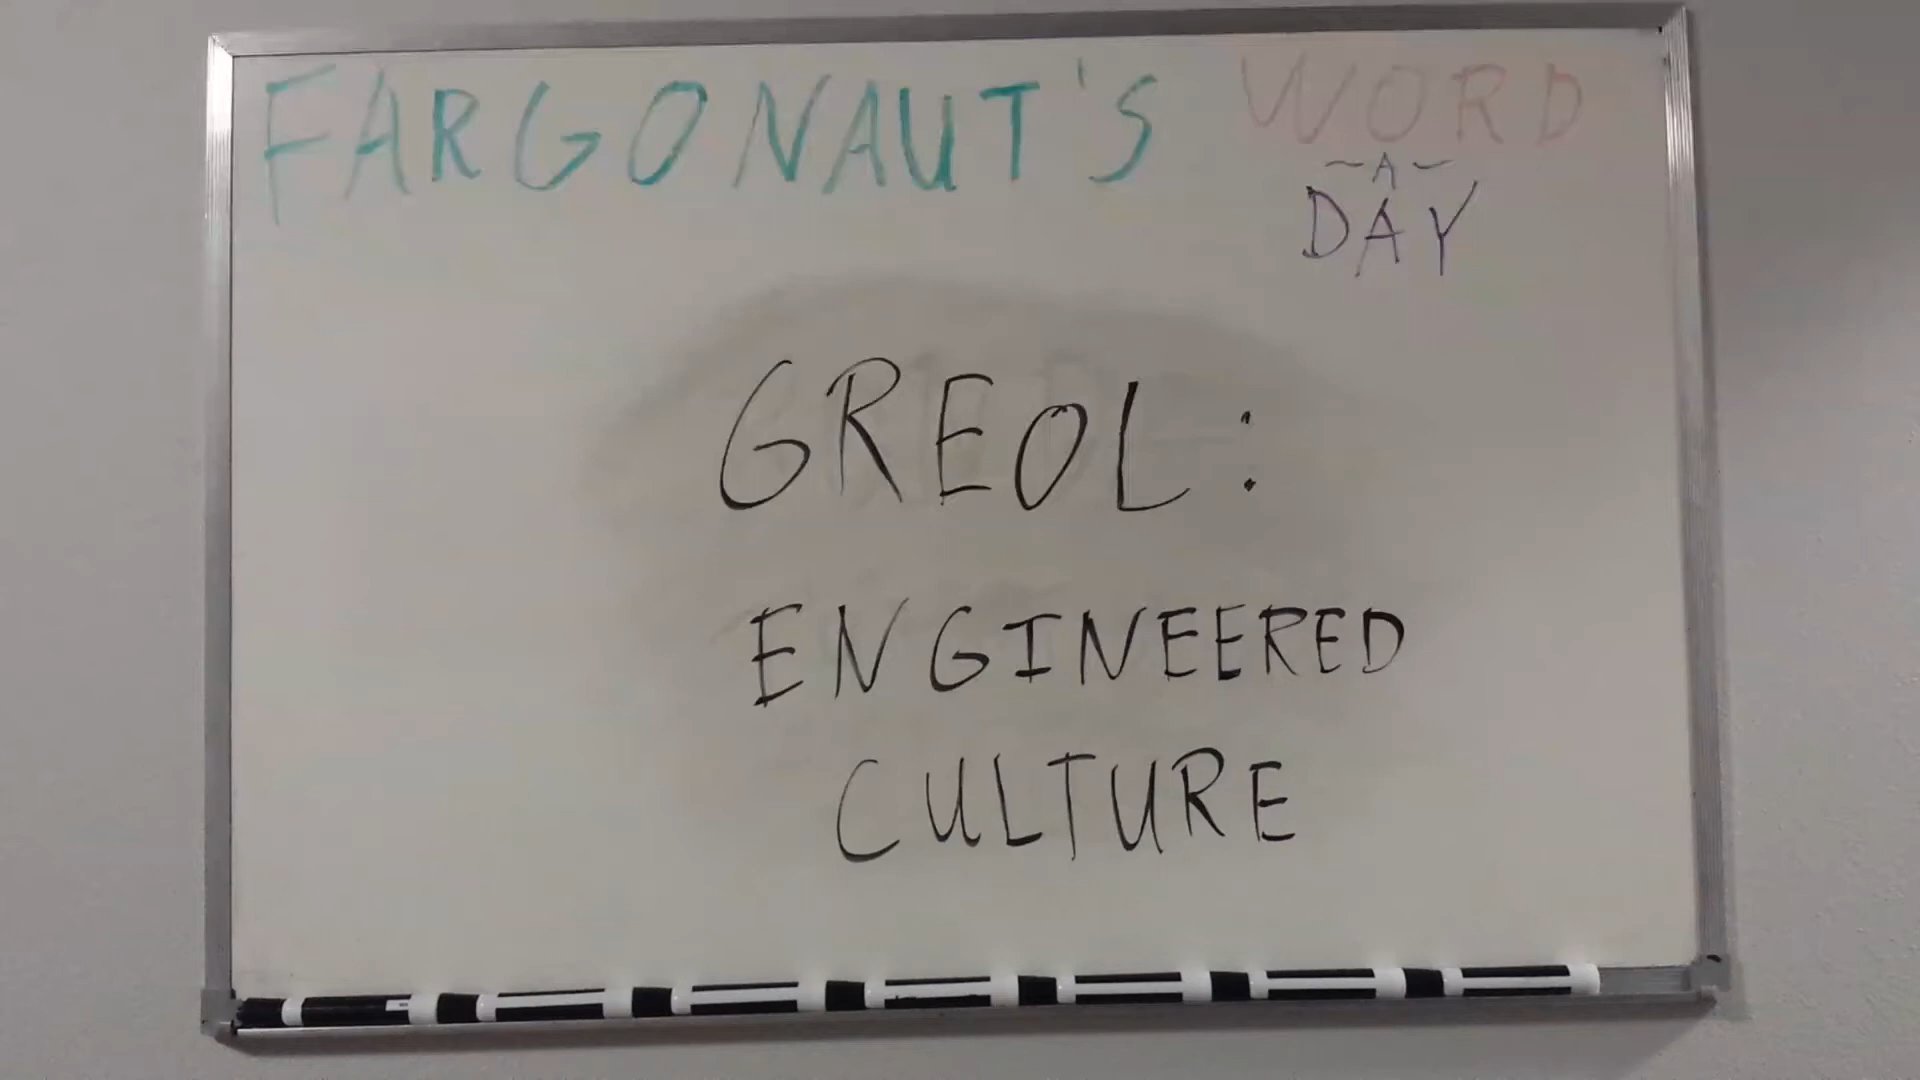 FARGONAUT'S WORD
~A~
DAY
GREOL:
ENGINEERED
CULTURE